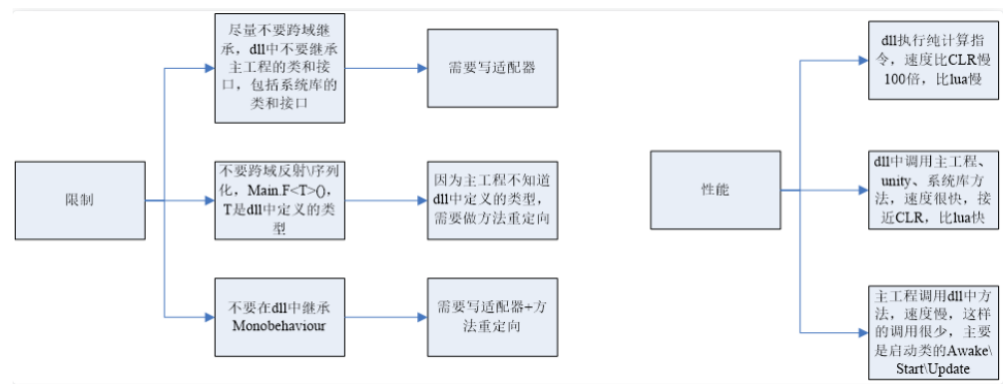 限制
尽量不要跨域继
承，dll中不要继承
主工程的类和接
口，包括系统库的
类和接口
需要写适配器
不要跨域反射\序列
化，Main.F<T>(),
T是dll中定义的类
型
因为主工程不知道
dll中定义的类型，
需要做方法重定向
不要在dll中继承
Monobehaviour
需要写适配器+方
法重定向
性能
dll执行纯计算指
令，速度比CLR慢
100倍，比lua慢
dll中调用主工程、
unity、系统库方
法，速度很快，接
近CLR，比lua快
主工程调用dll中方
法，速度慢，这样
的调用很少，主要
是启动类的Awake\
Start\Update